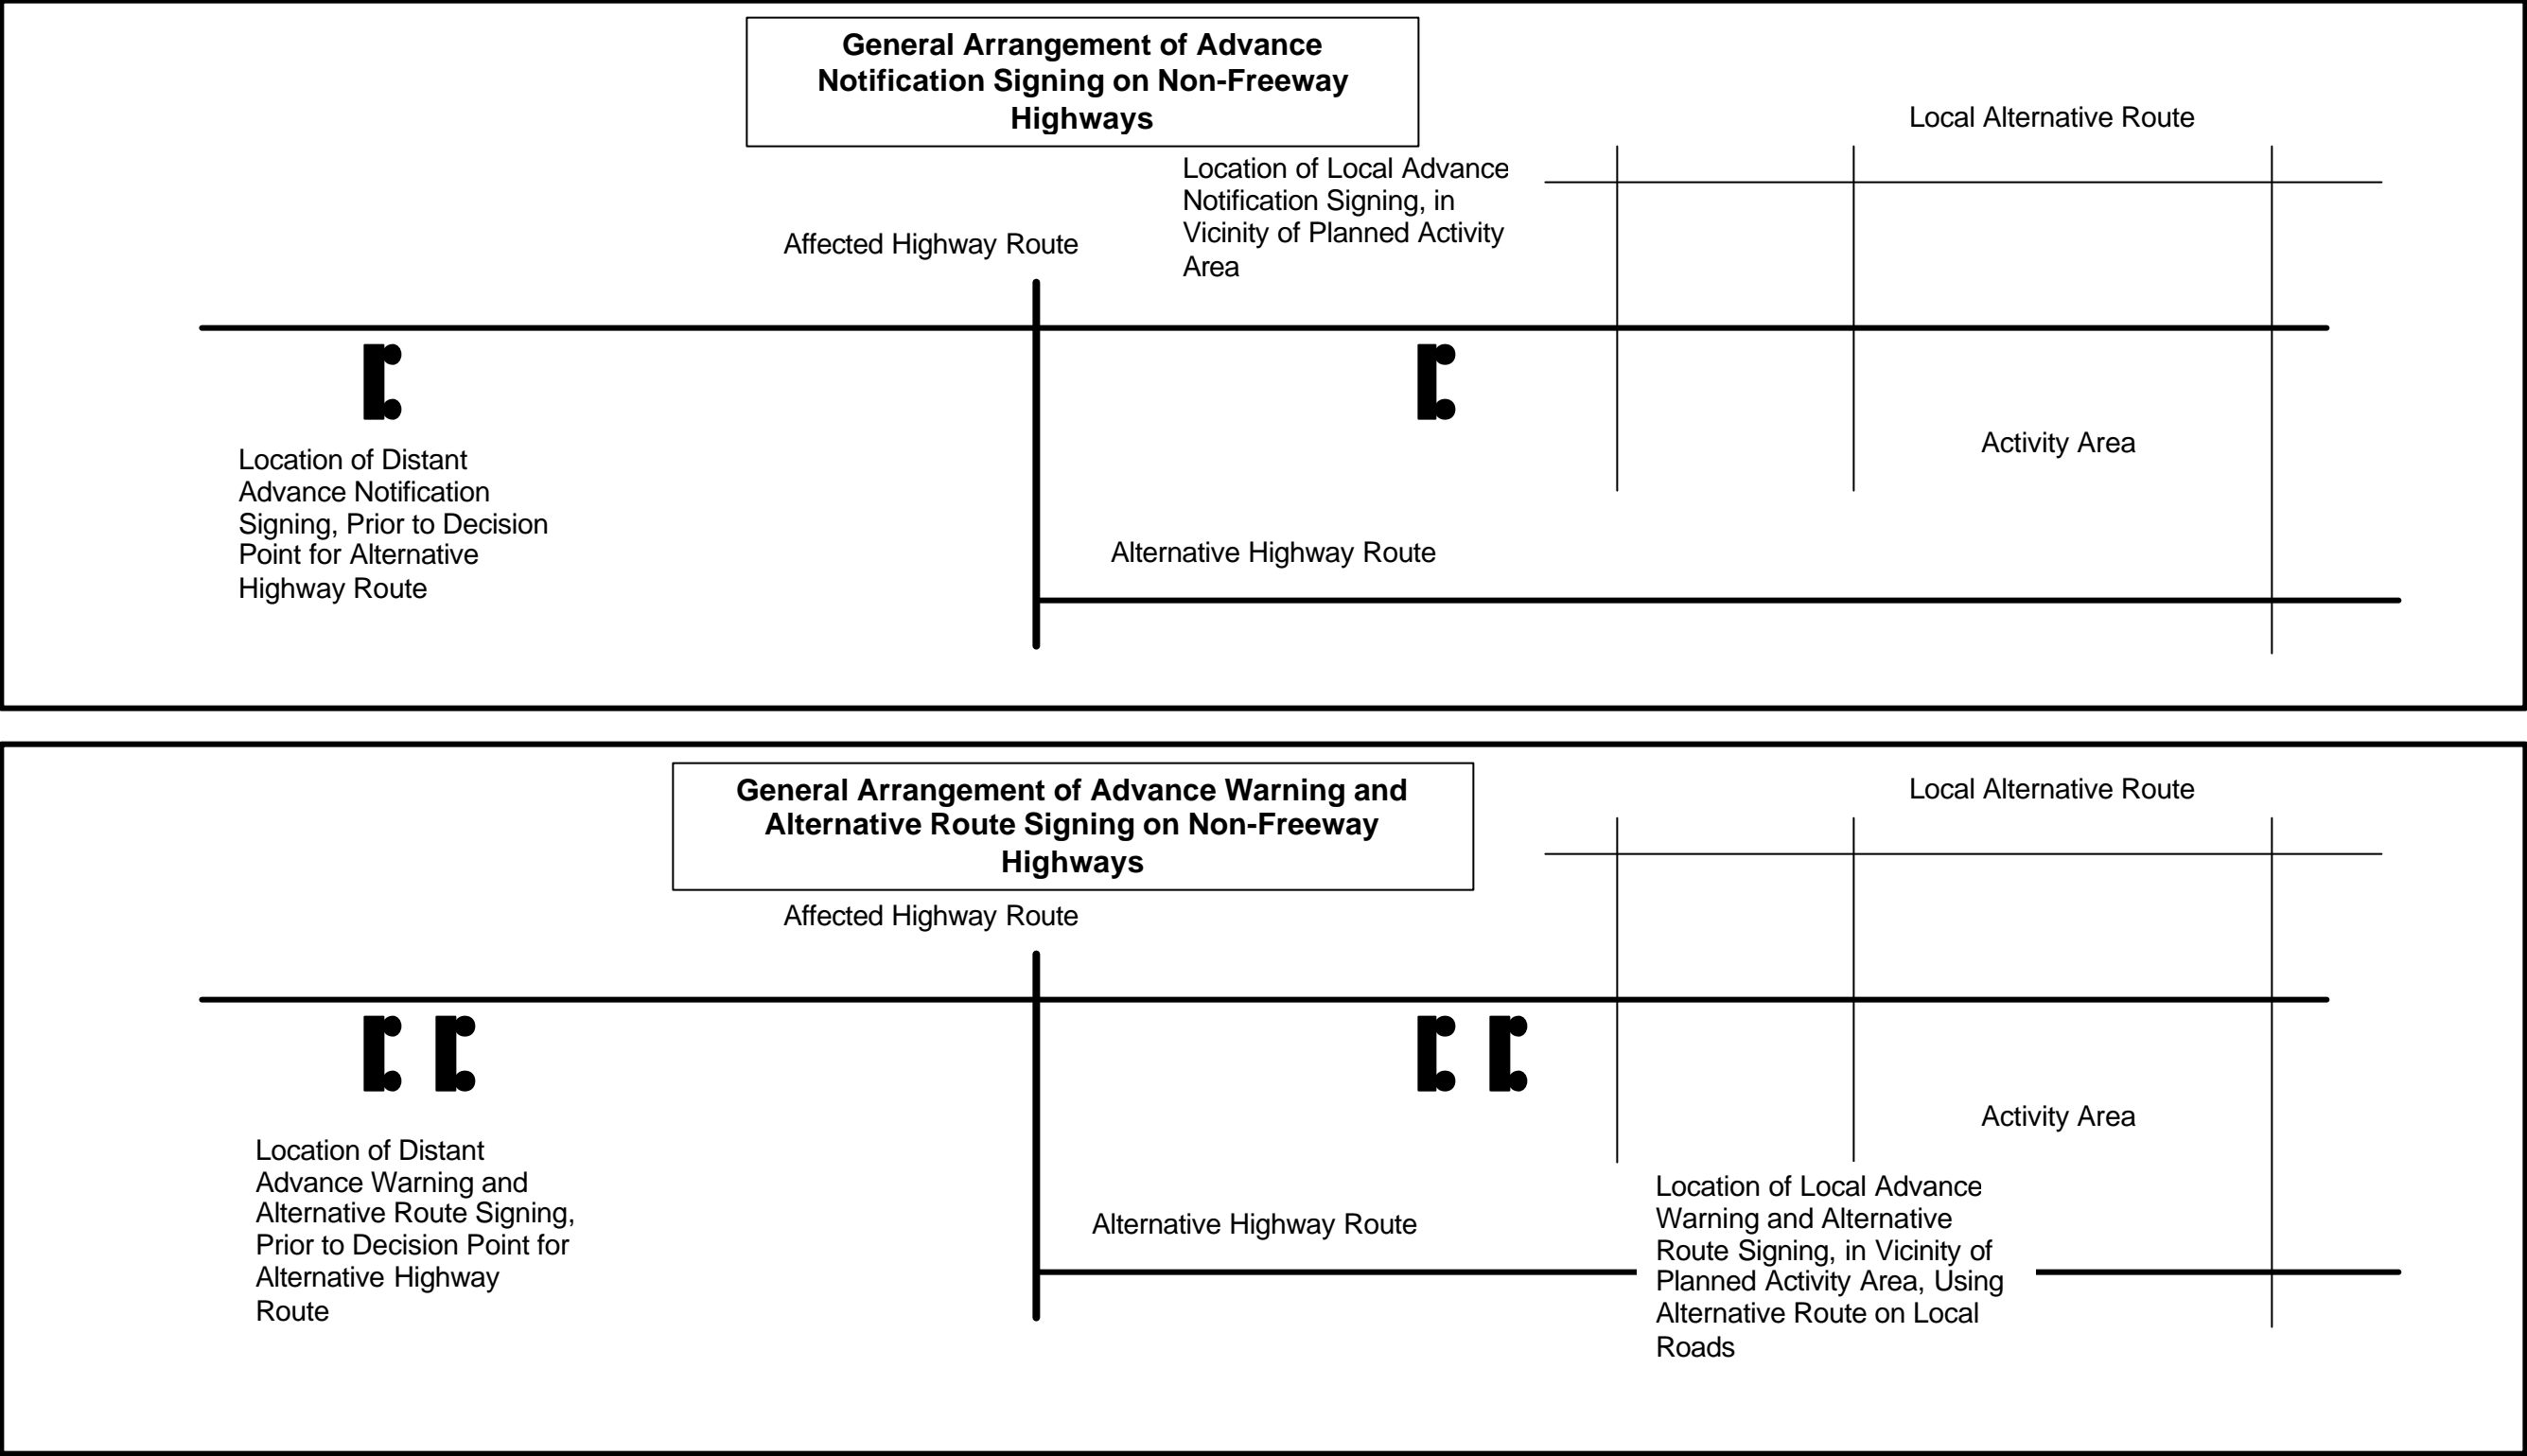 General Arrangement of Advance
Notification Signing on Non-Freeway
Highways
Local Alternative Route
Location of Local Advance
Notification Signing, in
Vicinity of Planned Activity
Area
Affected Highway Route
Location of Distant
Advance Notification
Signing, Prior to Decision
Point for Alternative
Highway Route
Activity Area
Alternative Highway Route
General Arrangement of Advance Warning and
Alternative Route Signing on Non-Freeway
Highways
Local Alternative Route
Affected Highway Route
Activity Area
Location of Distant
Advance Warning and
Alternative Route Signing,
Prior to Decision Point for
Alternative Highway
Route
Alternative Highway Route
Location of Local Advance
Warning and Alternative
Route Signing, in Vicinity of
Planned Activity Area, Using
Alternative Route on Local
Roads